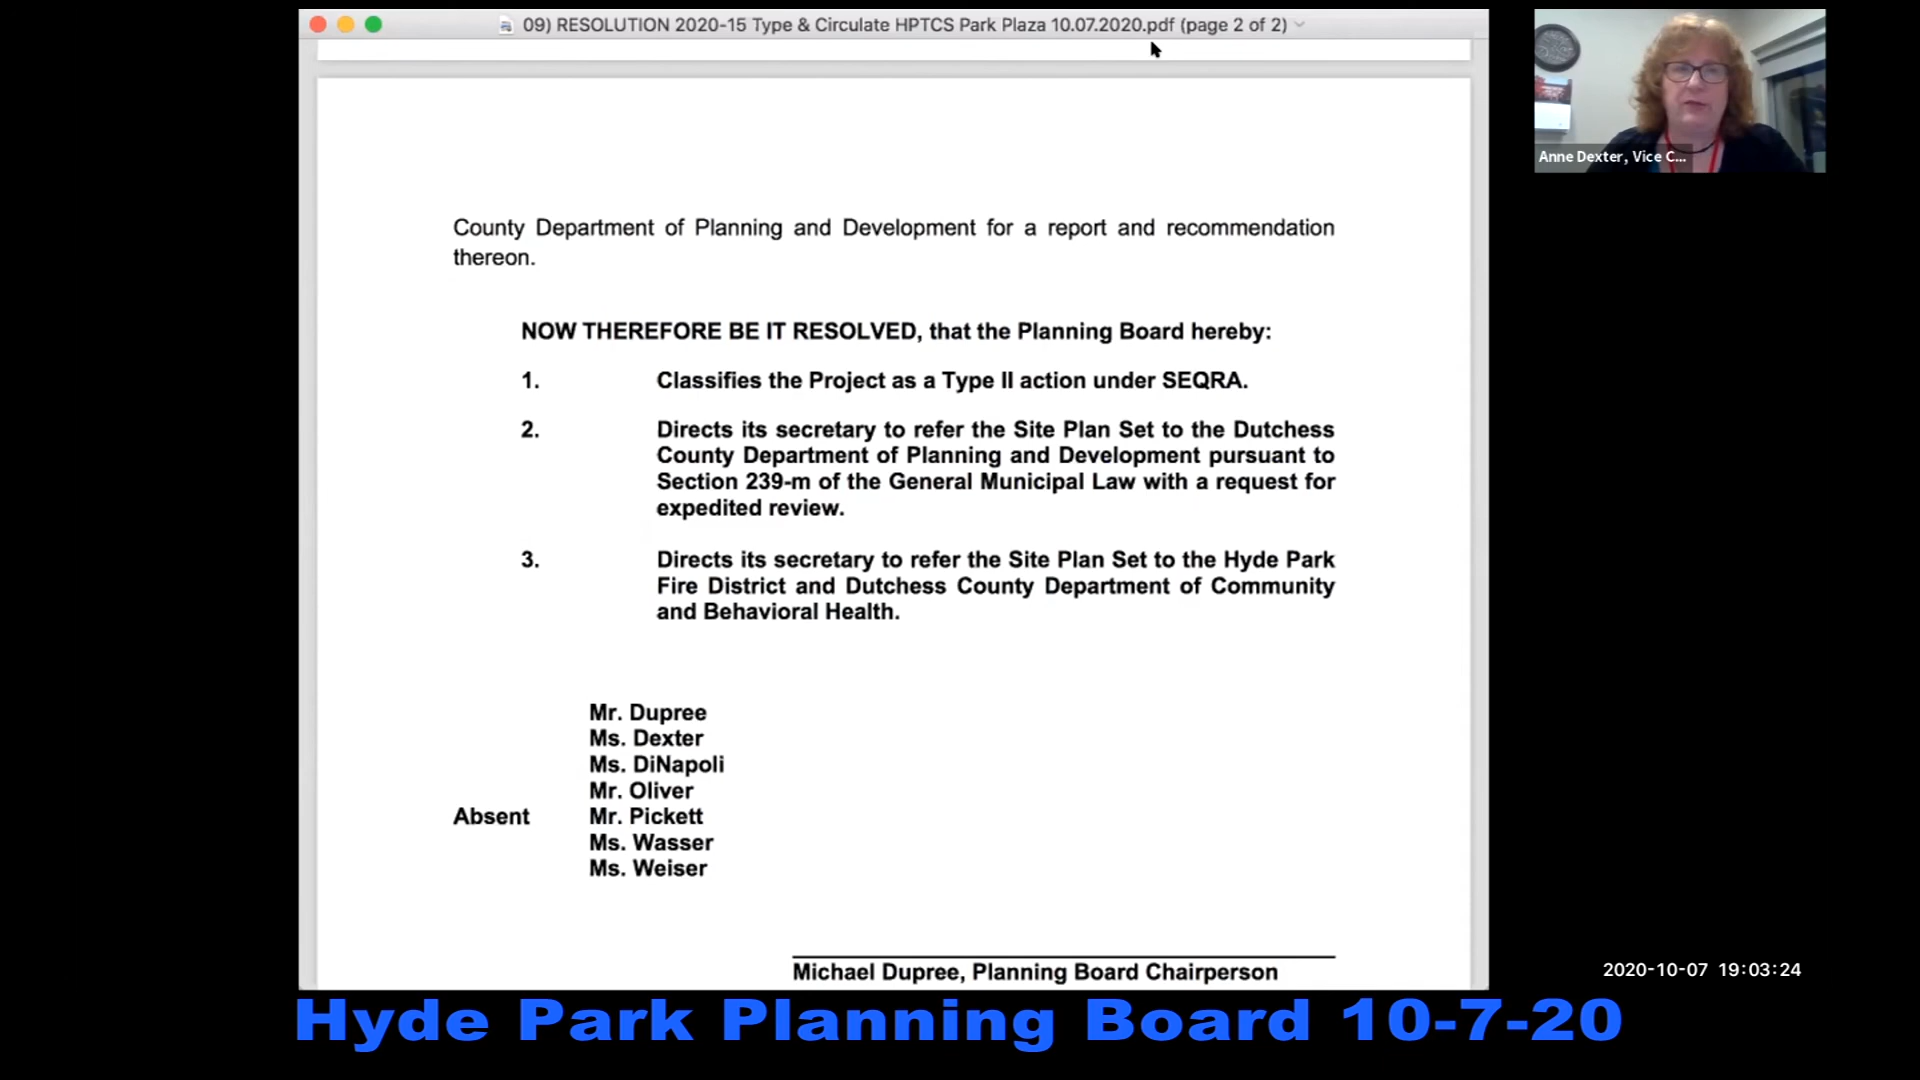 09) RESOLUTION 2020-15 Type & Circulate HPTCS Park Plaza 10.07.2020.pdf (page 2 of 2)
Anne Dexter, Vice C...
County Department of Planning and Development for a report and recommendation
thereon.
NOW THEREFORE BE IT RESOLVED, that the Planning Board hereby:
1. Classifies the Project as a Type II action under SEQRA.
2. Directs its secretary to refer the Site Plan Set to the Dutchess
County Department of Planning and Development pursuant to
Section 239-m of the General Municipal Law with a request for
expedited review.
3. Directs its secretary to refer the Site Plan Set to the Hyde Park
Fire District and Dutchess County Department of Community
and Behavioral Health.
Mr. Dupree
Ms. Dexter
Ms. DiNapoli
Mr. Oliver
Absent Mr. Pickett
Ms. Wasser
Ms. Weiser
Michael Dupree, Planning Board Chairperson
2020-10-07 19:03:24
Hyde Park Planning Board 10-7-20